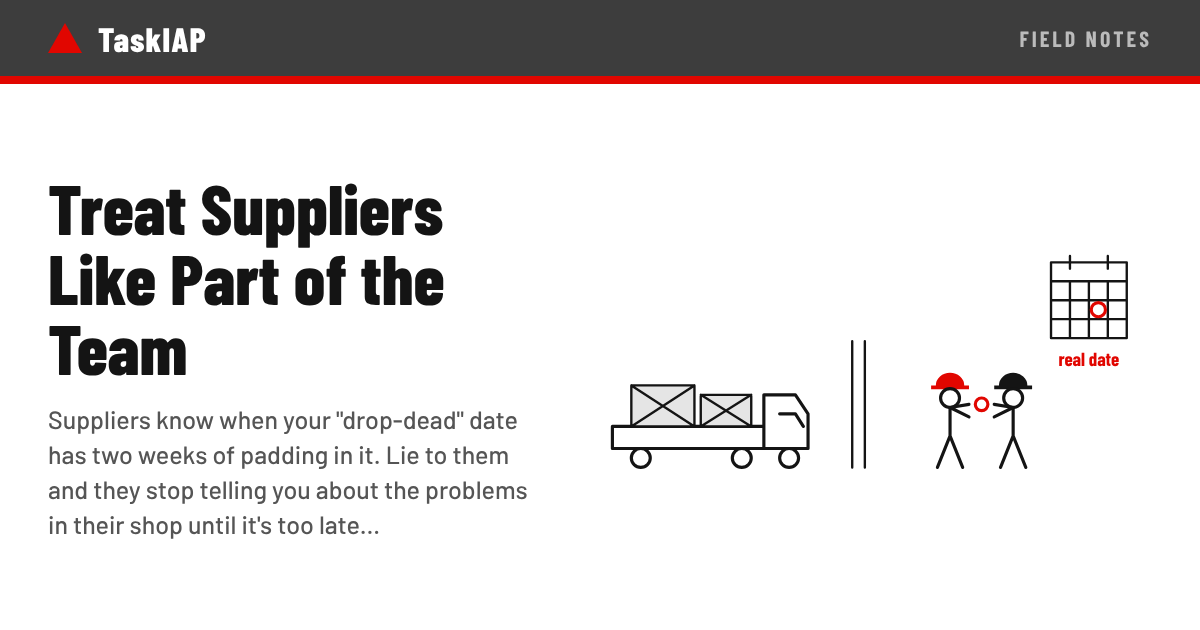 TaskIAP
FIELD NOTES
Treat Suppliers
Like Part of the
Team
Suppliers know when your "drop-dead" date
has two weeks of padding in it. Lie to them
and they stop telling you about the problems
in their shop until it's too late...
real date